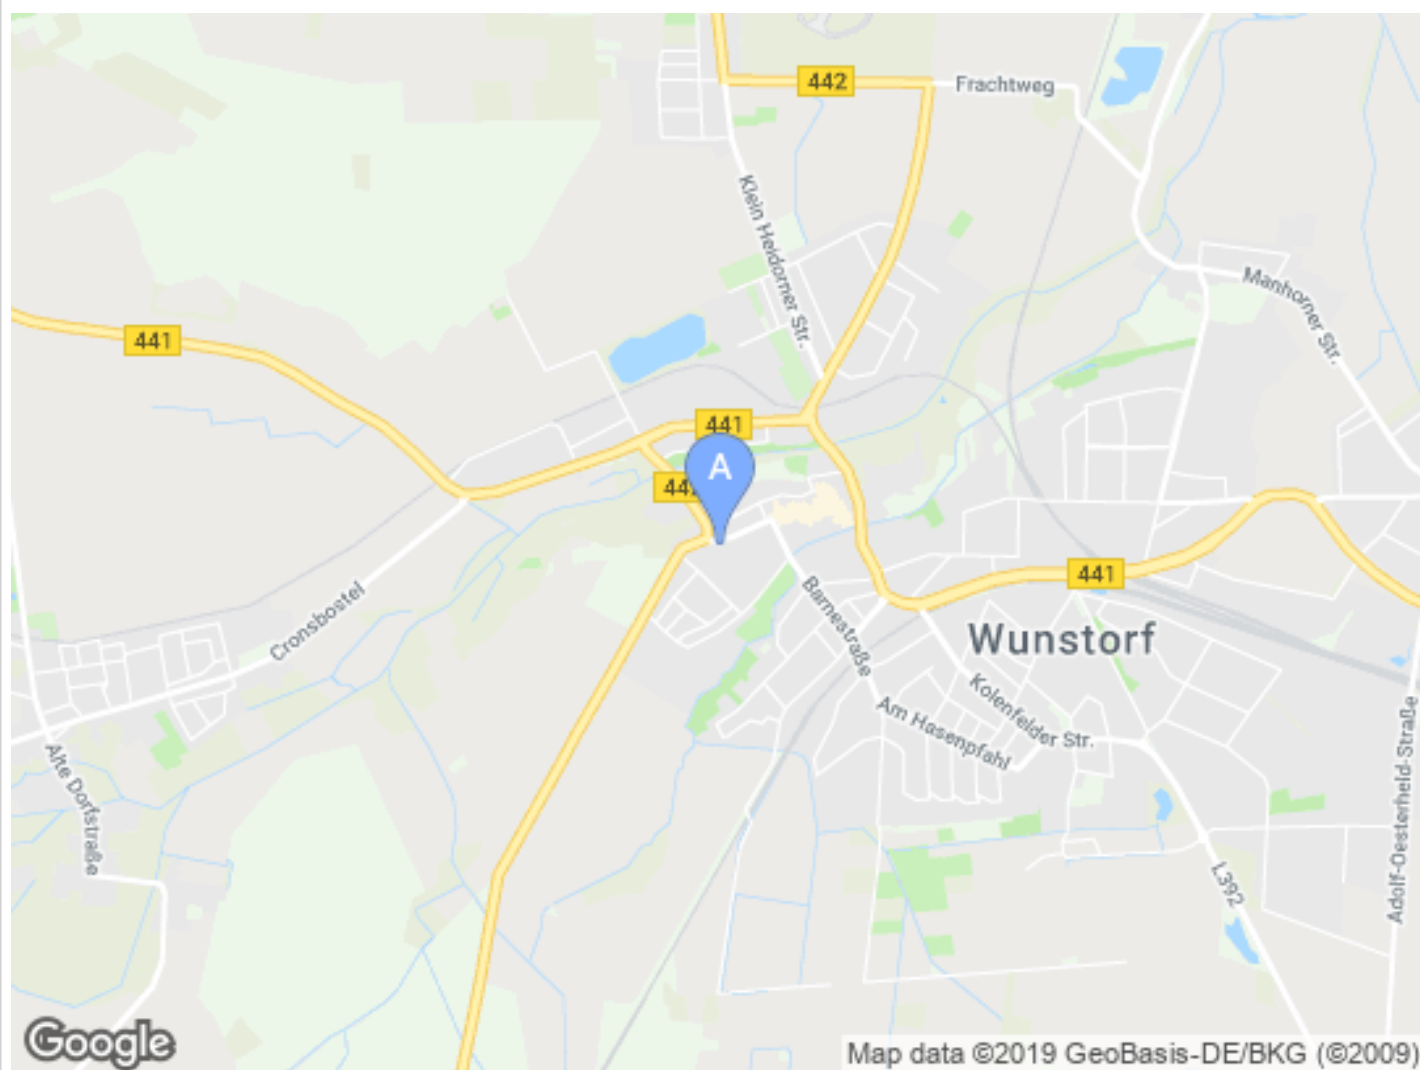 442
Frachtweg
Klein Heidorner Str.
Manhorner Str.
441
441
A
441
Cronsbostel
Barnestraße
Wunstorf
Kolenfelder Str.
Am Hasenpfahl
Alte Dorfstraße
Adolf-Oesterheld-Straße
L392
Google
Map data ©2019 GeoBasis-DE/BKG (©2009)